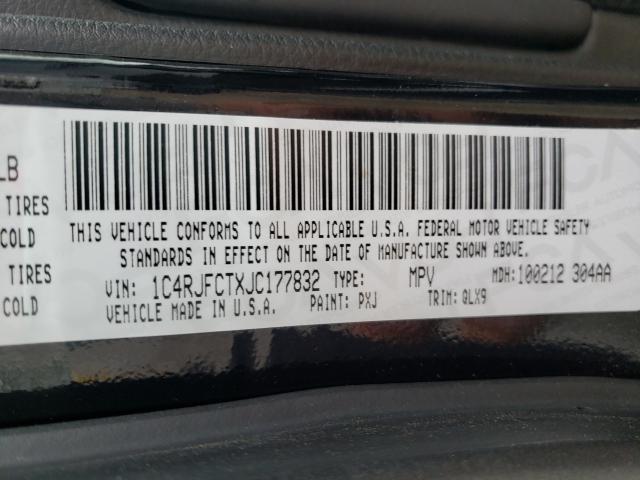 LB
TIRES
COLD
TIRES
COLD
THIS VEHICLE CONFORMS TO ALL APPLICABLE U.S.A. FEDERAL MOTOR VEHICLE SAFETY
STANDARDS IN EFFECT ON THE DATE OF MANUFACTURE SHOWN ABOVE.
VIN: 1C4RJFCTXJC177832 TYPE: MPV MDH: 100212 304AA
VEHICLE MADE IN U.S.A. PAINT: PXJ TRIM: QLX9